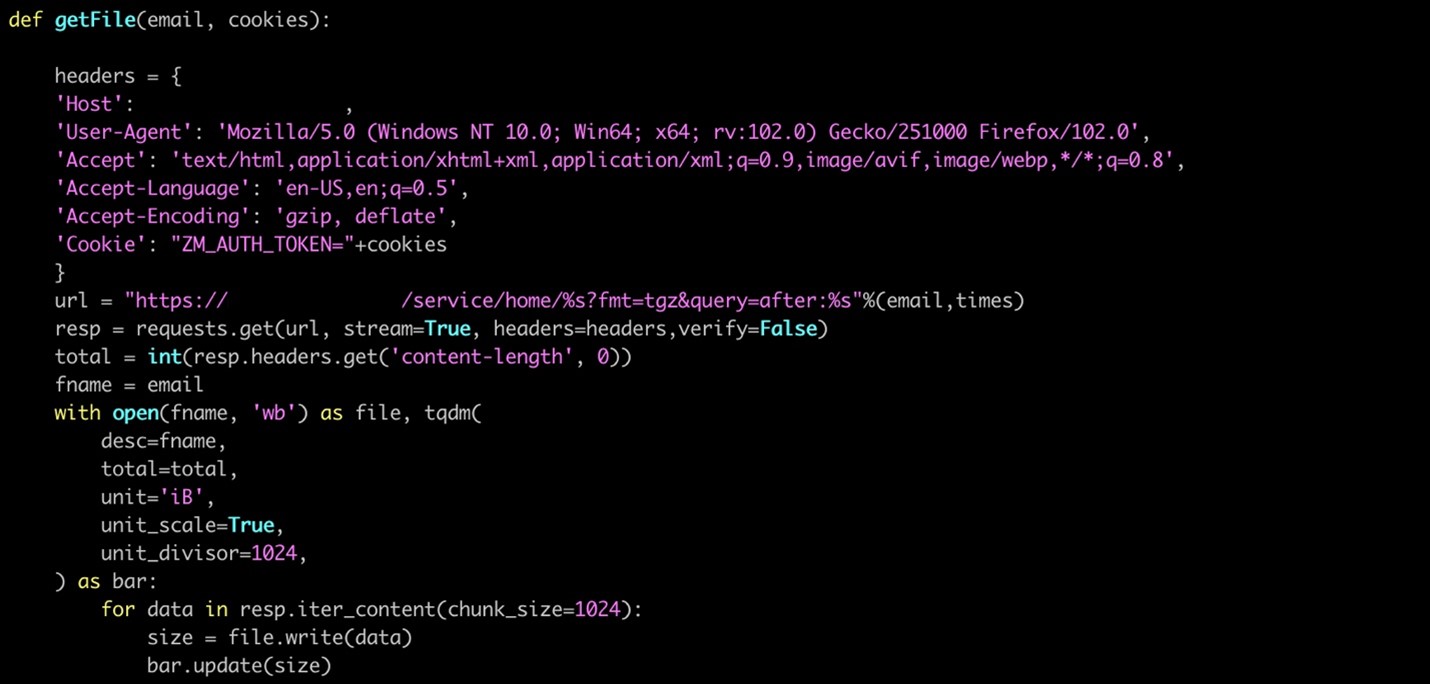 def getFile(email, cookies):
headers = {
'Host': ,
'User-Agent': 'Mozilla/5.0 (Windows NT 10.0; Win64; x64; rv:102.0) Gecko/251000 Firefox/102.0',
'Accept': 'text/html,application/xhtml+xml,application/xml;q=0.9,image/avif,image/webp,*/*;q=0.8',
'Accept-Language': 'en-US,en;q=0.5',
'Accept-Encoding': 'gzip, deflate',
'Cookie': "ZM_AUTH_TOKEN="+cookies
}
url = "https:// /service/home/%s?fmt=tgz&query=after:%s"%(email,times)
resp = requests.get(url, stream=True, headers=headers,verify=False)
total = int(resp.headers.get('content-length', 0))
fname = email
with open(fname, 'wb') as file, tqdm(
desc=fname,
total=total,
unit='iB',
unit_scale=True,
unit_divisor=1024,
) as bar:
for data in resp.iter_content(chunk_size=1024):
size = file.write(data)
bar.update(size)